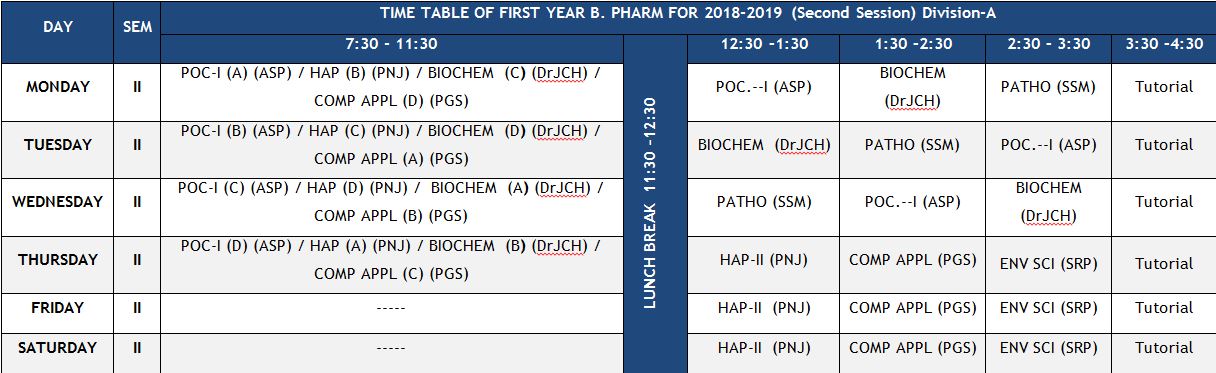 TIME TABLE OF FIRST YEAR B. PHARM FOR 2018-2019 (Second Session) Division-A
DAY SEM
7:30 - 11:30 12:30 -1:30 1:30 -2:30 2:30 - 3:30 3:30 -4:30
LUNCH BREAK 11:30 -12:30
MONDAY II
POC-I (A) (ASP) / HAP (B) (PNJ) / BIOCHEM (C) (DrJCH) /
COMP APPL (D) (PGS)
POC.--I (ASP)
BIOCHEM
(DrJCH)
PATHO (SSM)
Tutorial
TUESDAY II
POC-I (B) (ASP) / HAP (C) (PNJ) / BIOCHEM (D) (DrJCH) /
COMP APPL (A) (PGS)
BIOCHEM (DrJCH)
PATHO (SSM)
POC.--I (ASP)
Tutorial
WEDNESDAY II
POC-I (C) (ASP) / HAP (D) (PNJ) / BIOCHEM (A) (DrJCH) /
COMP APPL (B) (PGS)
PATHO (SSM)
POC.--I (ASP)
BIOCHEM
(DrJCH)
Tutorial
THURSDAY II
POC-I (D) (ASP) / HAP (A) (PNJ) / BIOCHEM (B) (DrJCH) /
COMP APPL (C) (PGS)
HAP-II (PNJ)
COMP APPL (PGS)
ENV SCI (SRP)
Tutorial
FRIDAY II ----- HAP-II (PNJ) COMP APPL (PGS) ENV SCI (SRP) Tutorial
SATURDAY II ----- HAP-II (PNJ) COMP APPL (PGS) ENV SCI (SRP) Tutorial